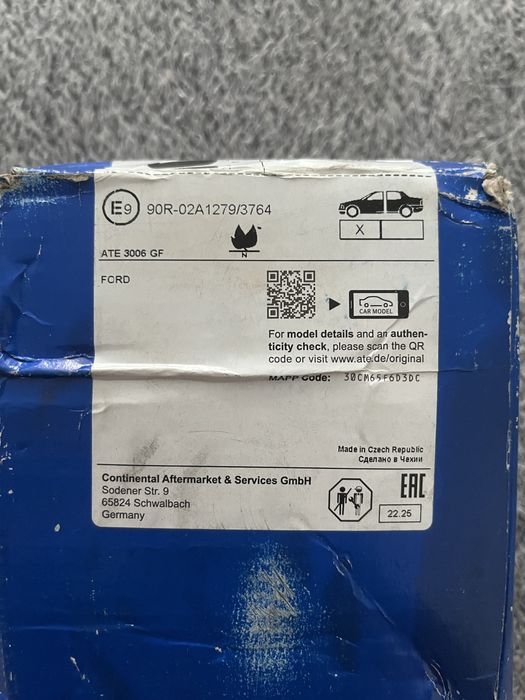 E9 90R-02A1279/3764
X
N
ATE 3006 GF
FORD
CAR MODEL
For model details and an authen-
ticity check, please scan the QR
code or visit www.ate.de/original
MAPP Code: 30CM65F6D3DC
Made in Czech Republic
Сделано в Чехии
Continental Aftermarket & Services GmbH
Sodener Str. 9
65824 Schwalbach
Germany
EAC
22.25